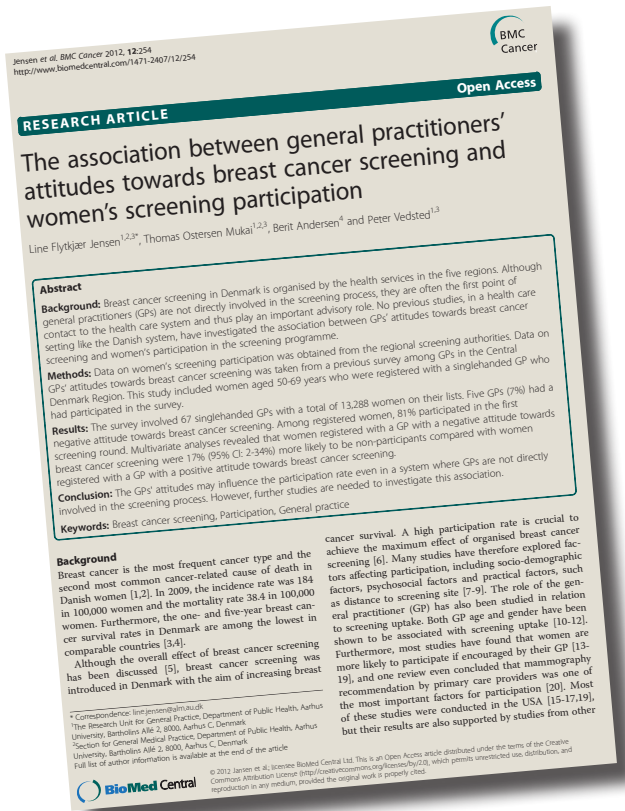 Jensen et al. BMC Cancer 2012, 12:254
http://www.biomedcentral.com/1471-2407/12/254
BMC
Cancer
RESEARCH ARTICLE
Open Access
The association between general practitioners'
attitudes towards breast cancer screening and
women's screening participation
Line Flytkjær Jensen1,2,3*, Thomas Ostersen Mukai1,2,3, Berit Andersen4 and Peter Vedsted1,3
Abstract
Background: Breast cancer screening in Denmark is organised by the health services in the five regions. Although
general practitioners (GPs) are not directly involved in the screening process, they are often the first point of
contact to the health care system and thus play an important advisory role. No previous studies, in a health care
setting like the Danish system, have investigated the association between GPs' attitudes towards breast cancer
screening and women's participation in the screening programme.
Methods: Data on women's screening participation was obtained from the regional screening authorities. Data on
GPs' attitudes towards breast cancer screening was taken from a previous survey among GPs in the Central
Denmark Region. This study included women aged 50-69 years who were registered with a singlehanded GP who
had participated in the survey.
Results: The survey involved 67 singlehanded GPs with a total of 13,288 women on their lists. Five GPs (7%) had a
negative attitude towards breast cancer screening. Among registered women, 81% participated in the first
screening round. Multivariate analyses revealed that women registered with a GP with a negative attitude towards
breast cancer screening were 17% (95% CI: 2-34%) more likely to be non-participants compared with women
registered with a GP with a positive attitude towards breast cancer screening.
Conclusion: The GPs' attitudes may influence the participation rate even in a system where GPs are not directly
involved in the screening process. However, further studies are needed to investigate this association.
Keywords: Breast cancer screening, Participation, General practice
Background
Breast cancer is the most frequent cancer type and the
second most common cancer-related cause of death in
Danish women [1,2]. In 2009, the incidence rate was 184
in 100,000 women and the mortality rate 38.4 in 100,000
women. Furthermore, the one- and five-year breast can-
cer survival rates in Denmark are among the lowest in
comparable countries [3,4].
Although the overall effect of breast cancer screening
has been discussed [5], breast cancer screening was
introduced in Denmark with the aim of increasing breast
* Correspondence: line.jensen@alm.au.dk
1The Research Unit for General Practice, Department of Public Health, Aarhus
University, Bartholins Allé 2, 8000, Aarhus C, Denmark
2Section for General Medical Practice, Department of Public Health, Aarhus
University, Bartholins Allé 2, 8000, Aarhus C, Denmark
Full list of author information is available at the end of the article
cancer survival. A high participation rate is crucial to
achieve the maximum effect of organised breast cancer
screening [6]. Many studies have therefore explored fac-
tors affecting participation, including socio-demographic
factors, psychosocial factors and practical factors, such
as distance to screening site [7-9]. The role of the gen-
eral practitioner (GP) has also been studied in relation
to screening uptake. Both GP age and gender have been
shown to be associated with screening uptake [10-12].
Furthermore, most studies have found that women are
more likely to participate if encouraged by their GP [13-
19], and one review even concluded that mammography
recommendation by primary care providers was one of
the most important factors for participation [20]. Most
of these studies were conducted in the USA [15-17,19],
but their results are also supported by studies from other
BioMed Central
© 2012 Jensen et al.; licensee BioMed Central Ltd. This is an Open Access article distributed under the terms of the Creative
Commons Attribution License (http://creativecommons.org/licenses/by/2.0), which permits unrestricted use, distribution, and
reproduction in any medium, provided the original work is properly cited.